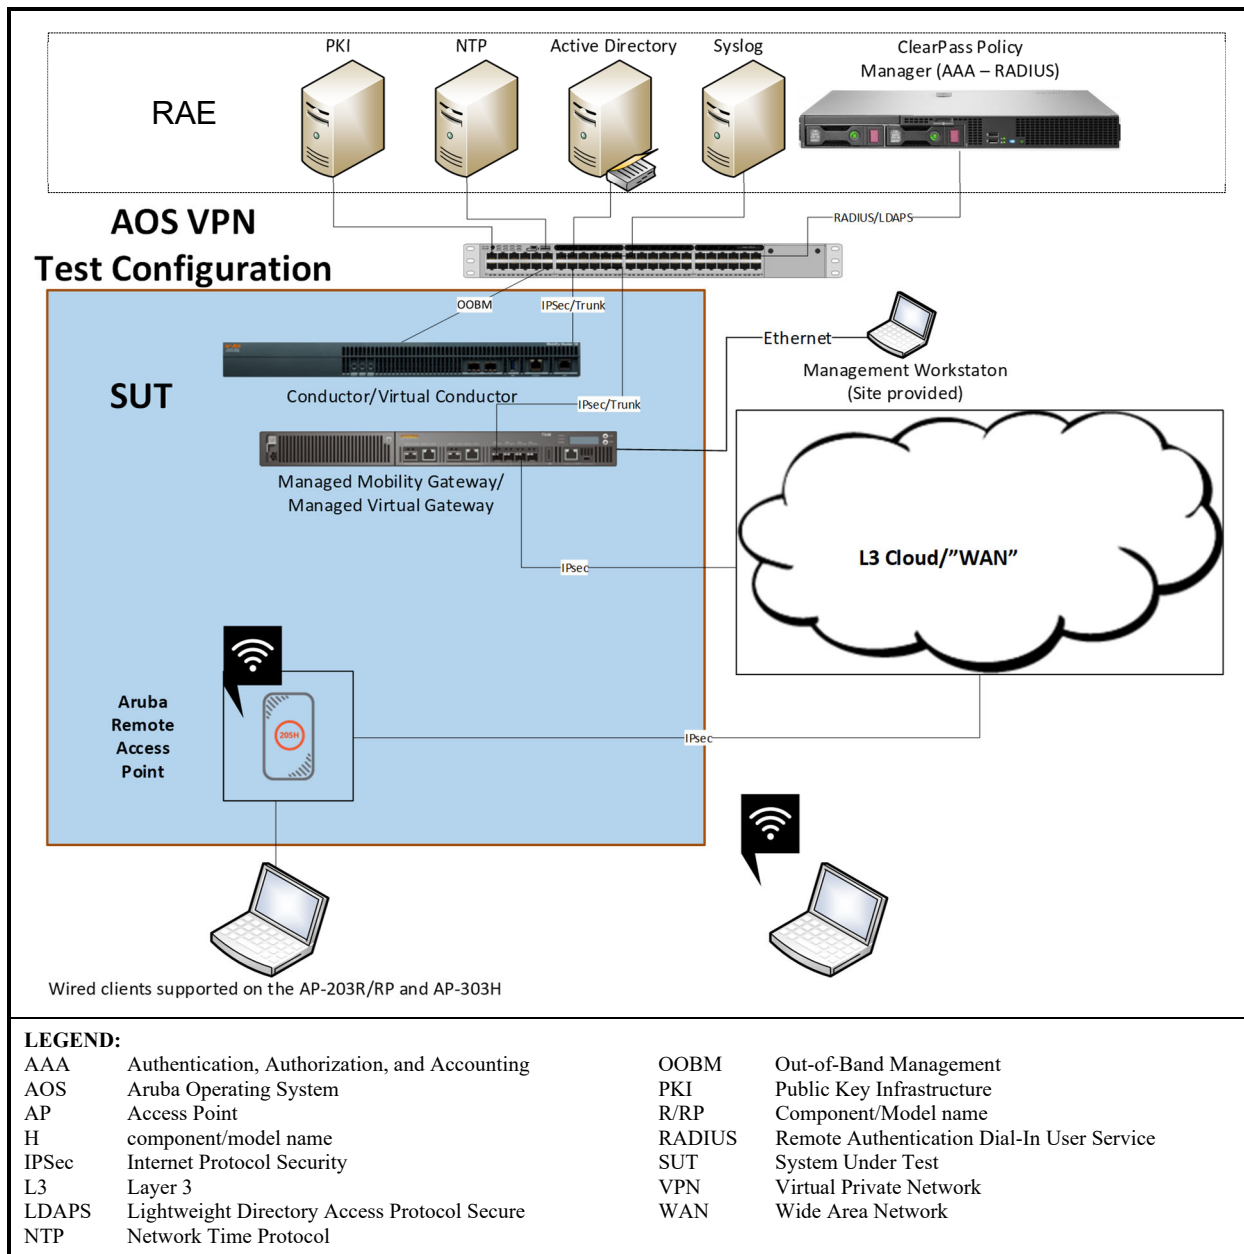 PKI
NTP
Active Directory
Syslog
ClearPass Policy
Manager (AAA – RADIUS)
RAE
RADIUS/LDAPS
AOS VPN
Test Configuration
OOBM
IPSec/Trunk
Ethernet
Management Workstaton
(Site provided)
SUT
Conductor/Virtual Conductor
IPsec/Trunk
Managed Mobility Gateway/
Managed Virtual Gateway
L3 Cloud/”WAN”
IPsec
Aruba
Remote
Access
Point
205H
IPsec
Wired clients supported on the AP-203R/RP and AP-303H
LEGEND:
AAA Authentication, Authorization, and Accounting
AOS Aruba Operating System
AP Access Point
H component/model name
IPSec Internet Protocol Security
L3 Layer 3
LDAPS Lightweight Directory Access Protocol Secure
NTP Network Time Protocol
OOBM Out-of-Band Management
PKI Public Key Infrastructure
R/RP Component/Model name
RADIUS Remote Authentication Dial-In User Service
SUT System Under Test
VPN Virtual Private Network
WAN Wide Area Network